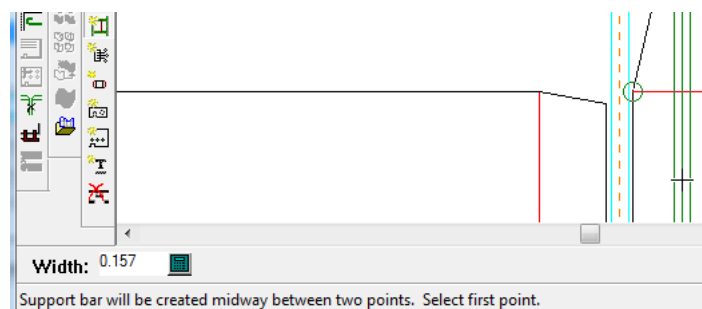 Width: 0.157
Support bar will be created midway between two points. Select first point.